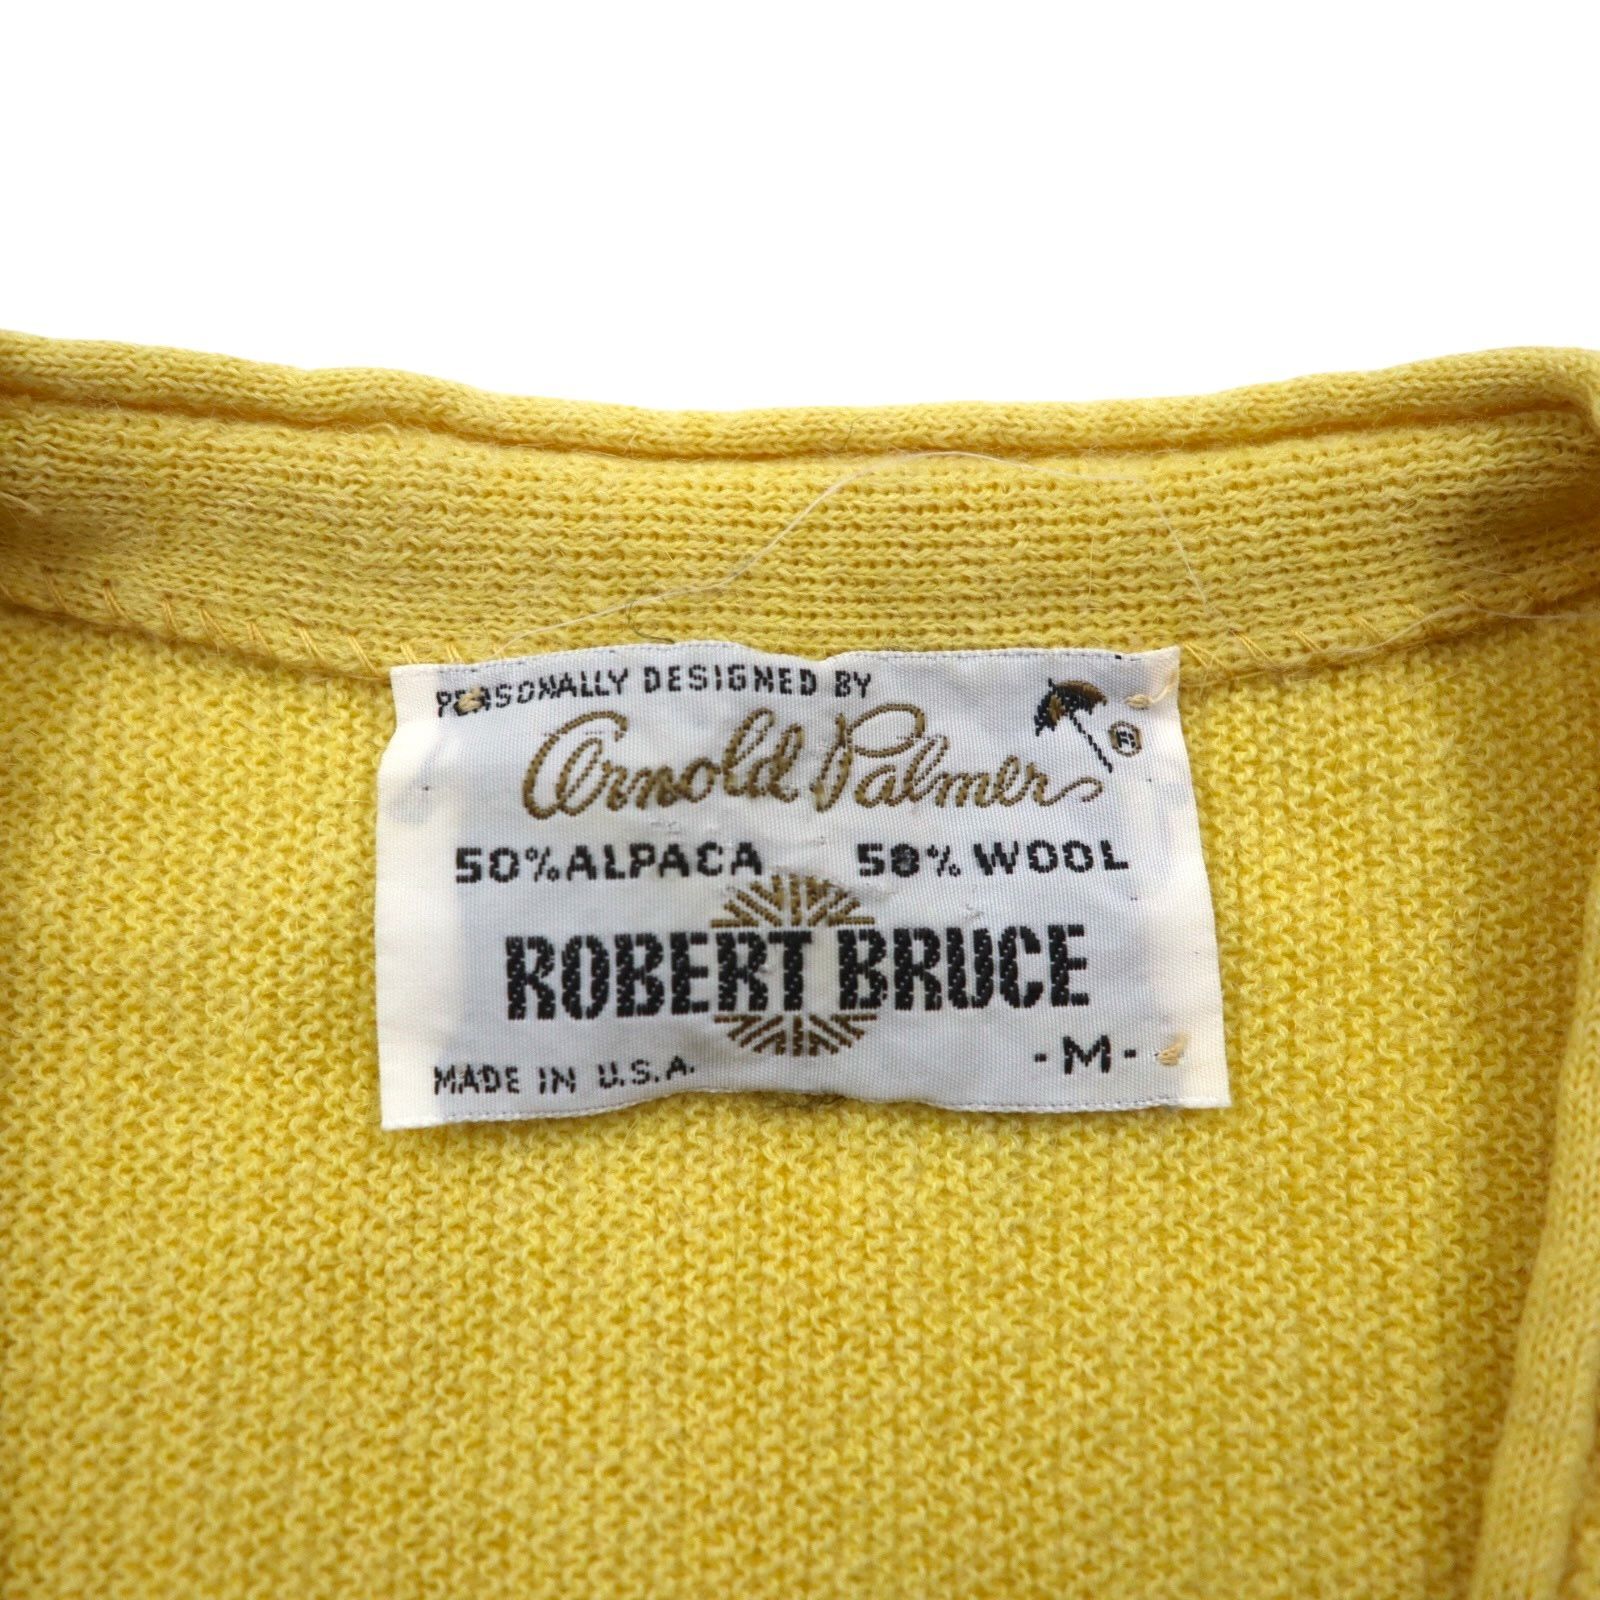 PERSONALLY DESIGNED BY
Arnold Palmer ®
50% ALPACA 50% WOOL
ROBERT BRUCE
- M -
MADE IN U.S.A.